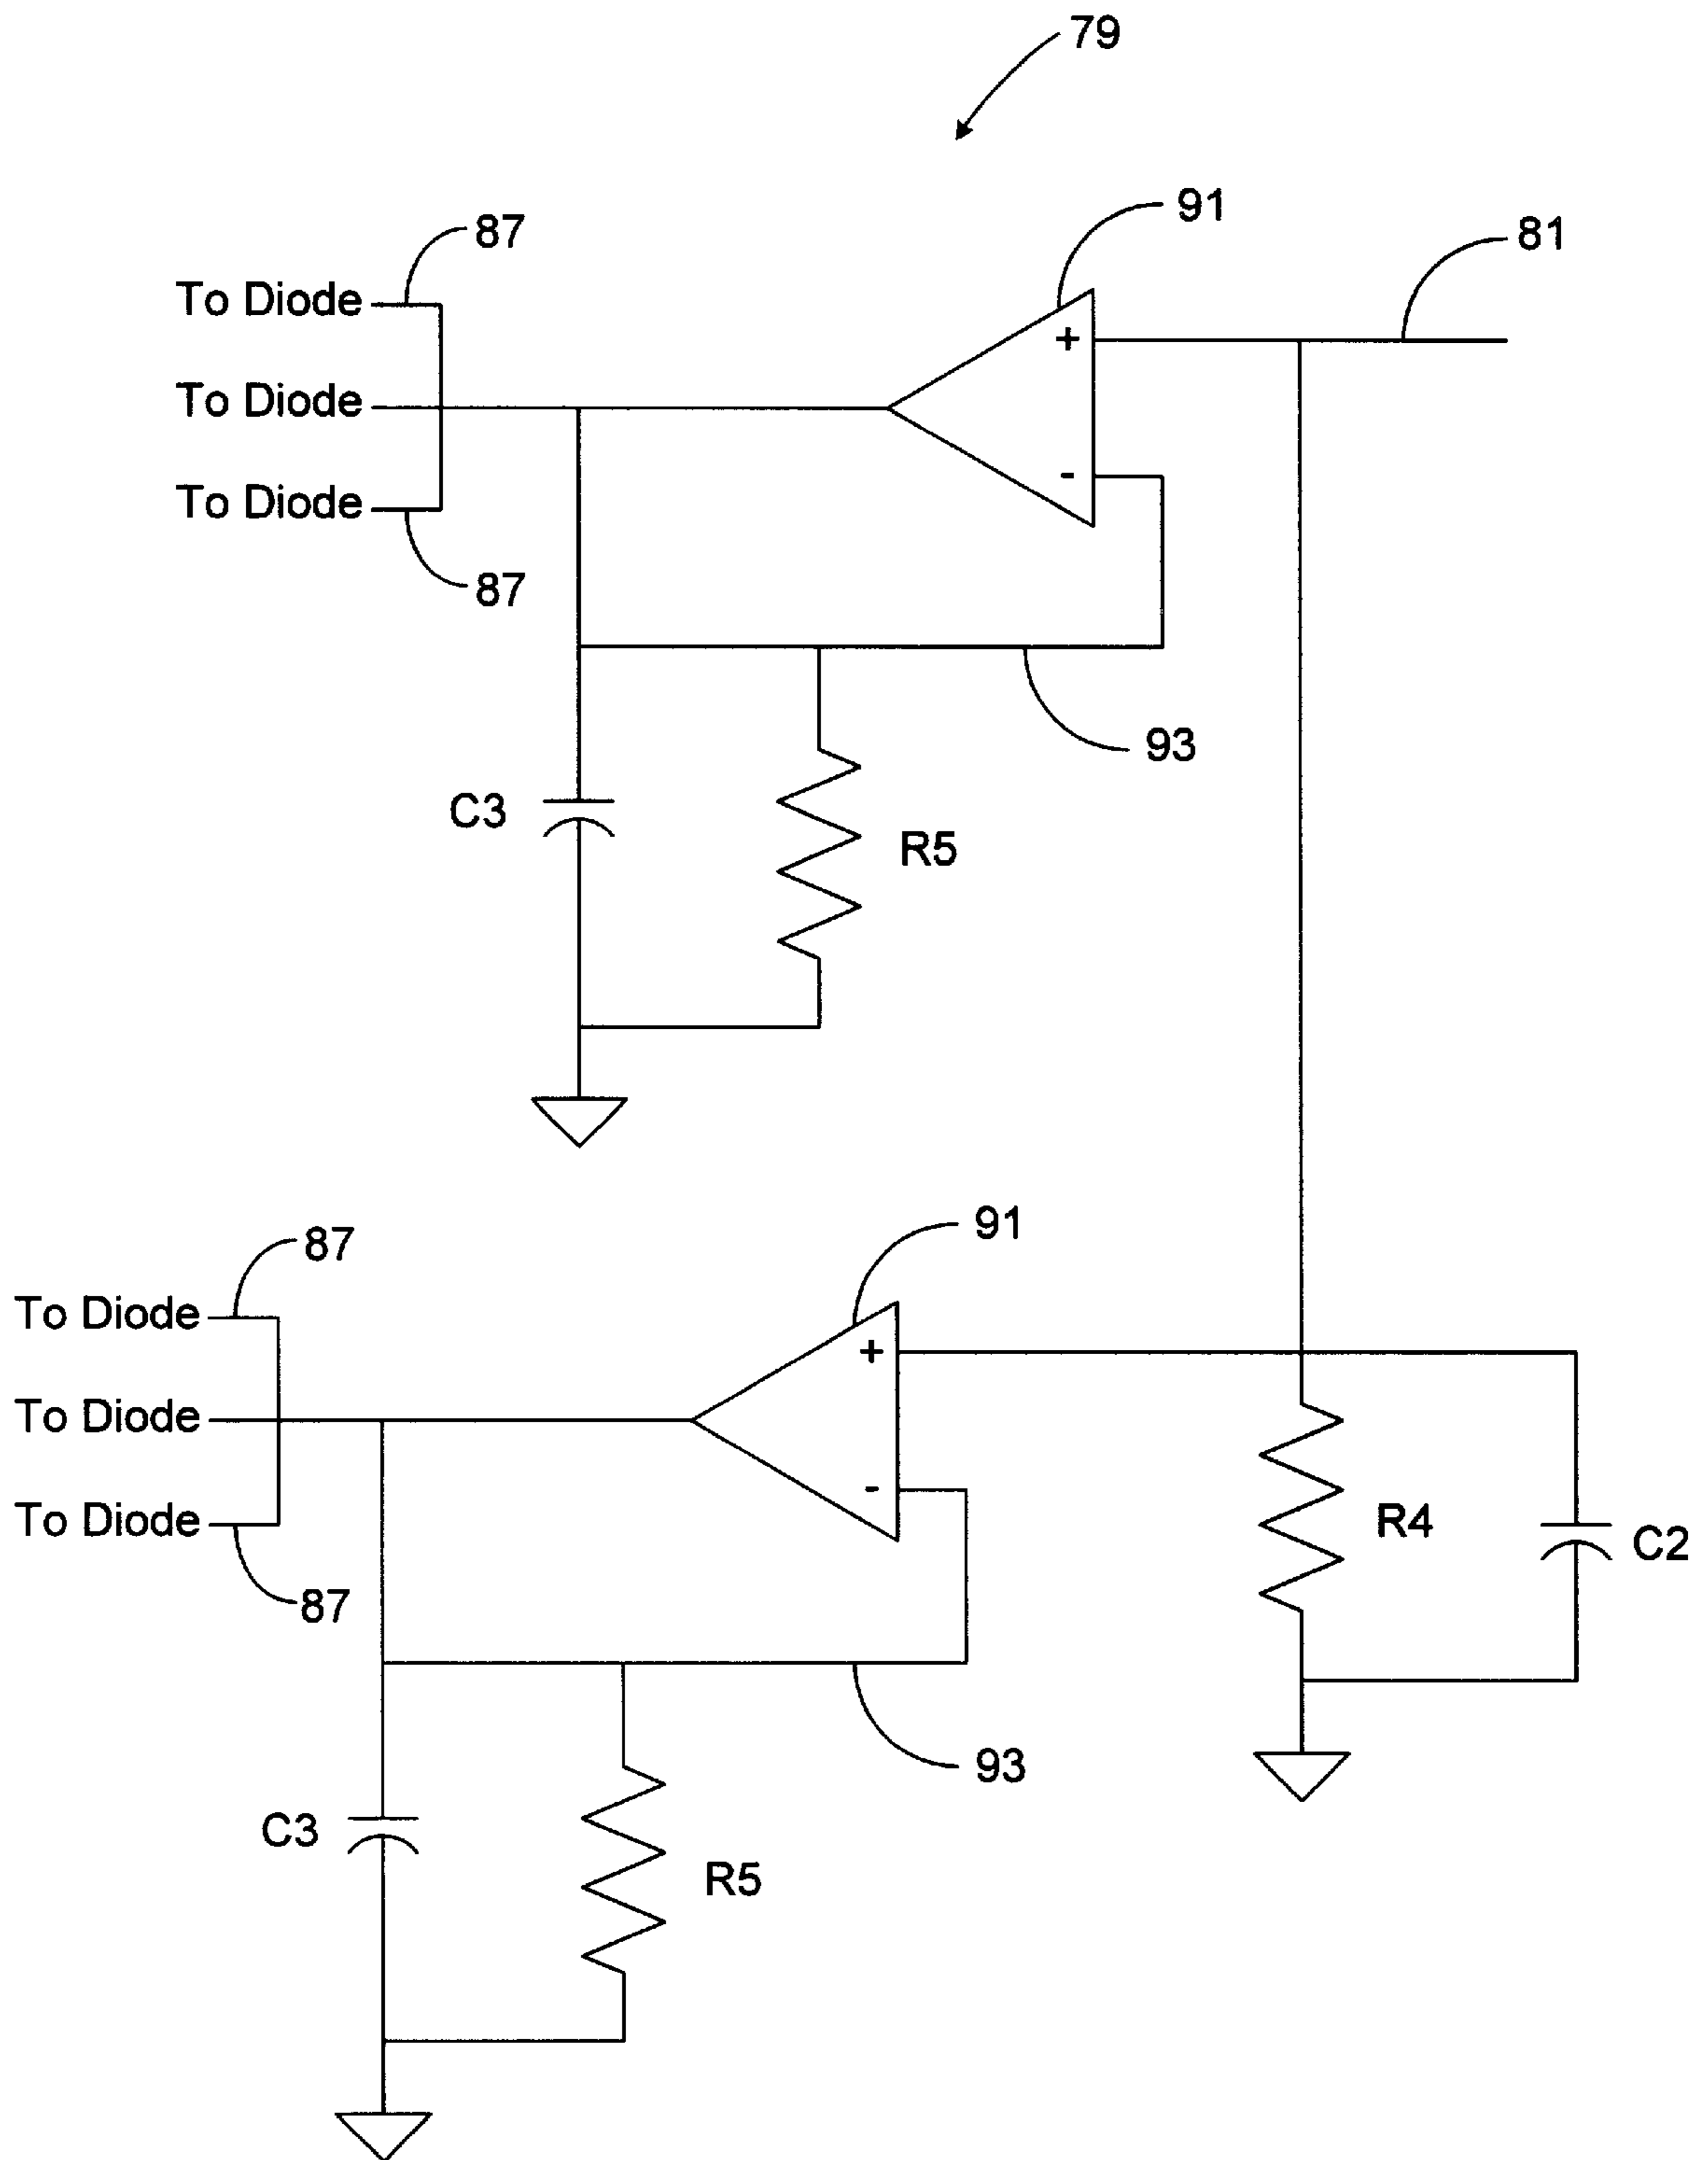 79
91
81
87
To Diode
+
To Diode
-
To Diode
87
93
C3
R5
91
87
To Diode
+
To Diode
-
To Diode
R4
C2
87
93
C3
R5